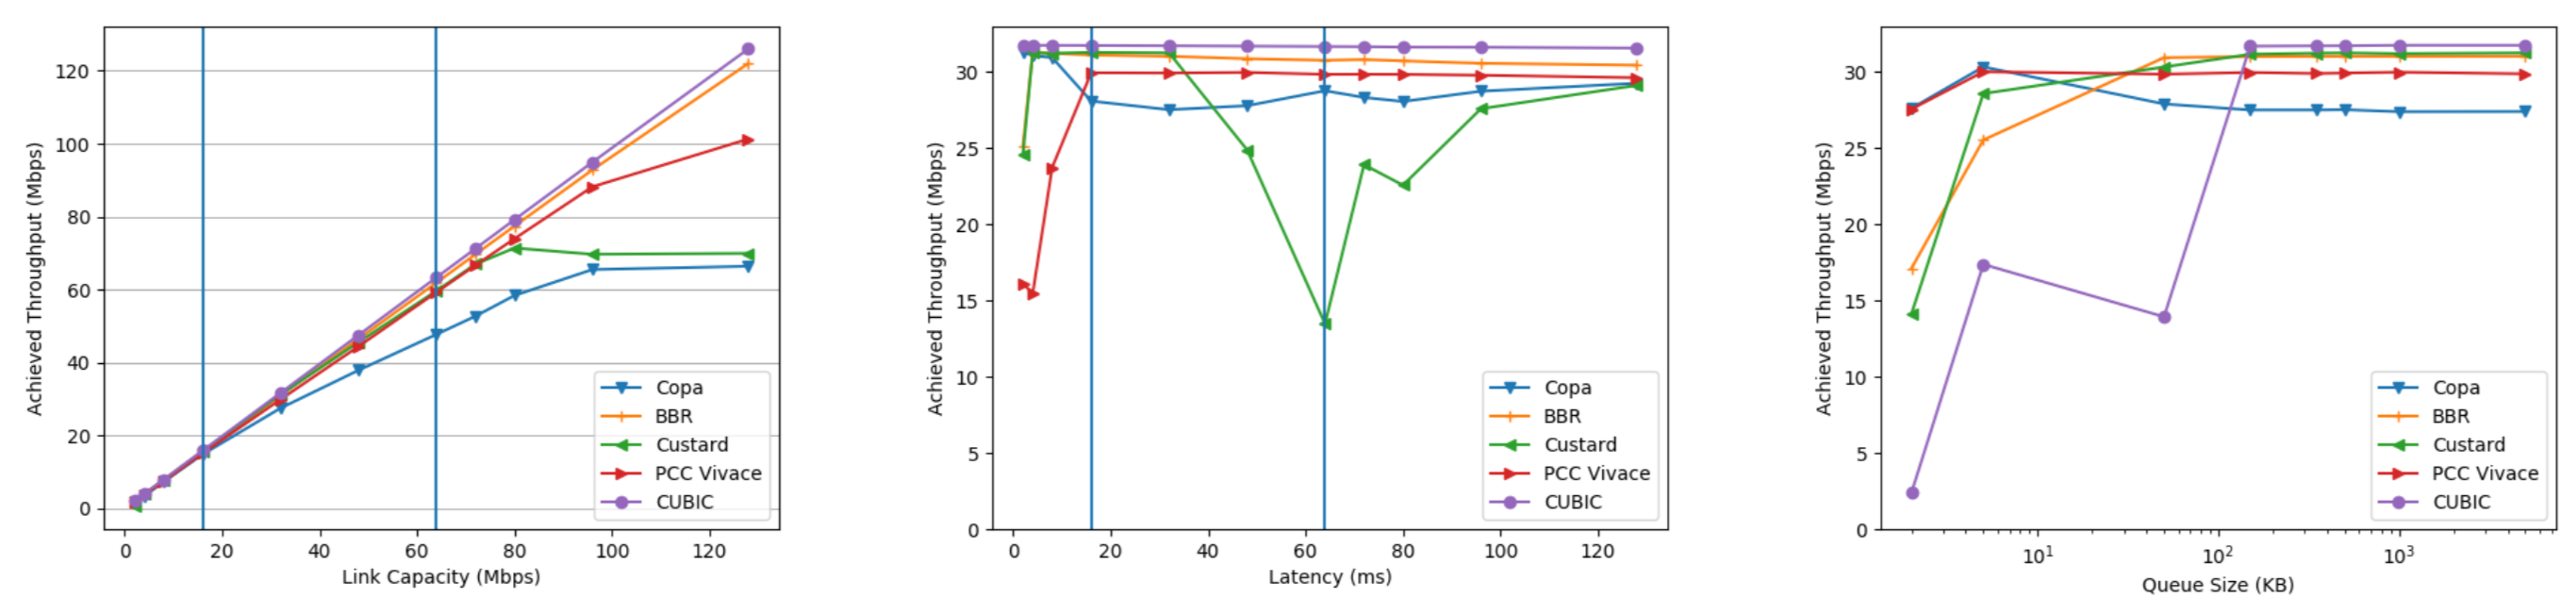 Achieved Throughput (Mbps)
120
100
80
60
40
20
0
0 20 40 60 80 100 120
Link Capacity (Mbps)
Copa
BBR
Custard
PCC Vivace
CUBIC
Achieved Throughput (Mbps)
30
25
20
15
10
5
0
0 20 40 60 80 100 120
Latency (ms)
Copa
BBR
Custard
PCC Vivace
CUBIC
Achieved Throughput (Mbps)
30
25
20
15
10
5
0
10¹ 10² 10³
Queue Size (KB)
Copa
BBR
Custard
PCC Vivace
CUBIC